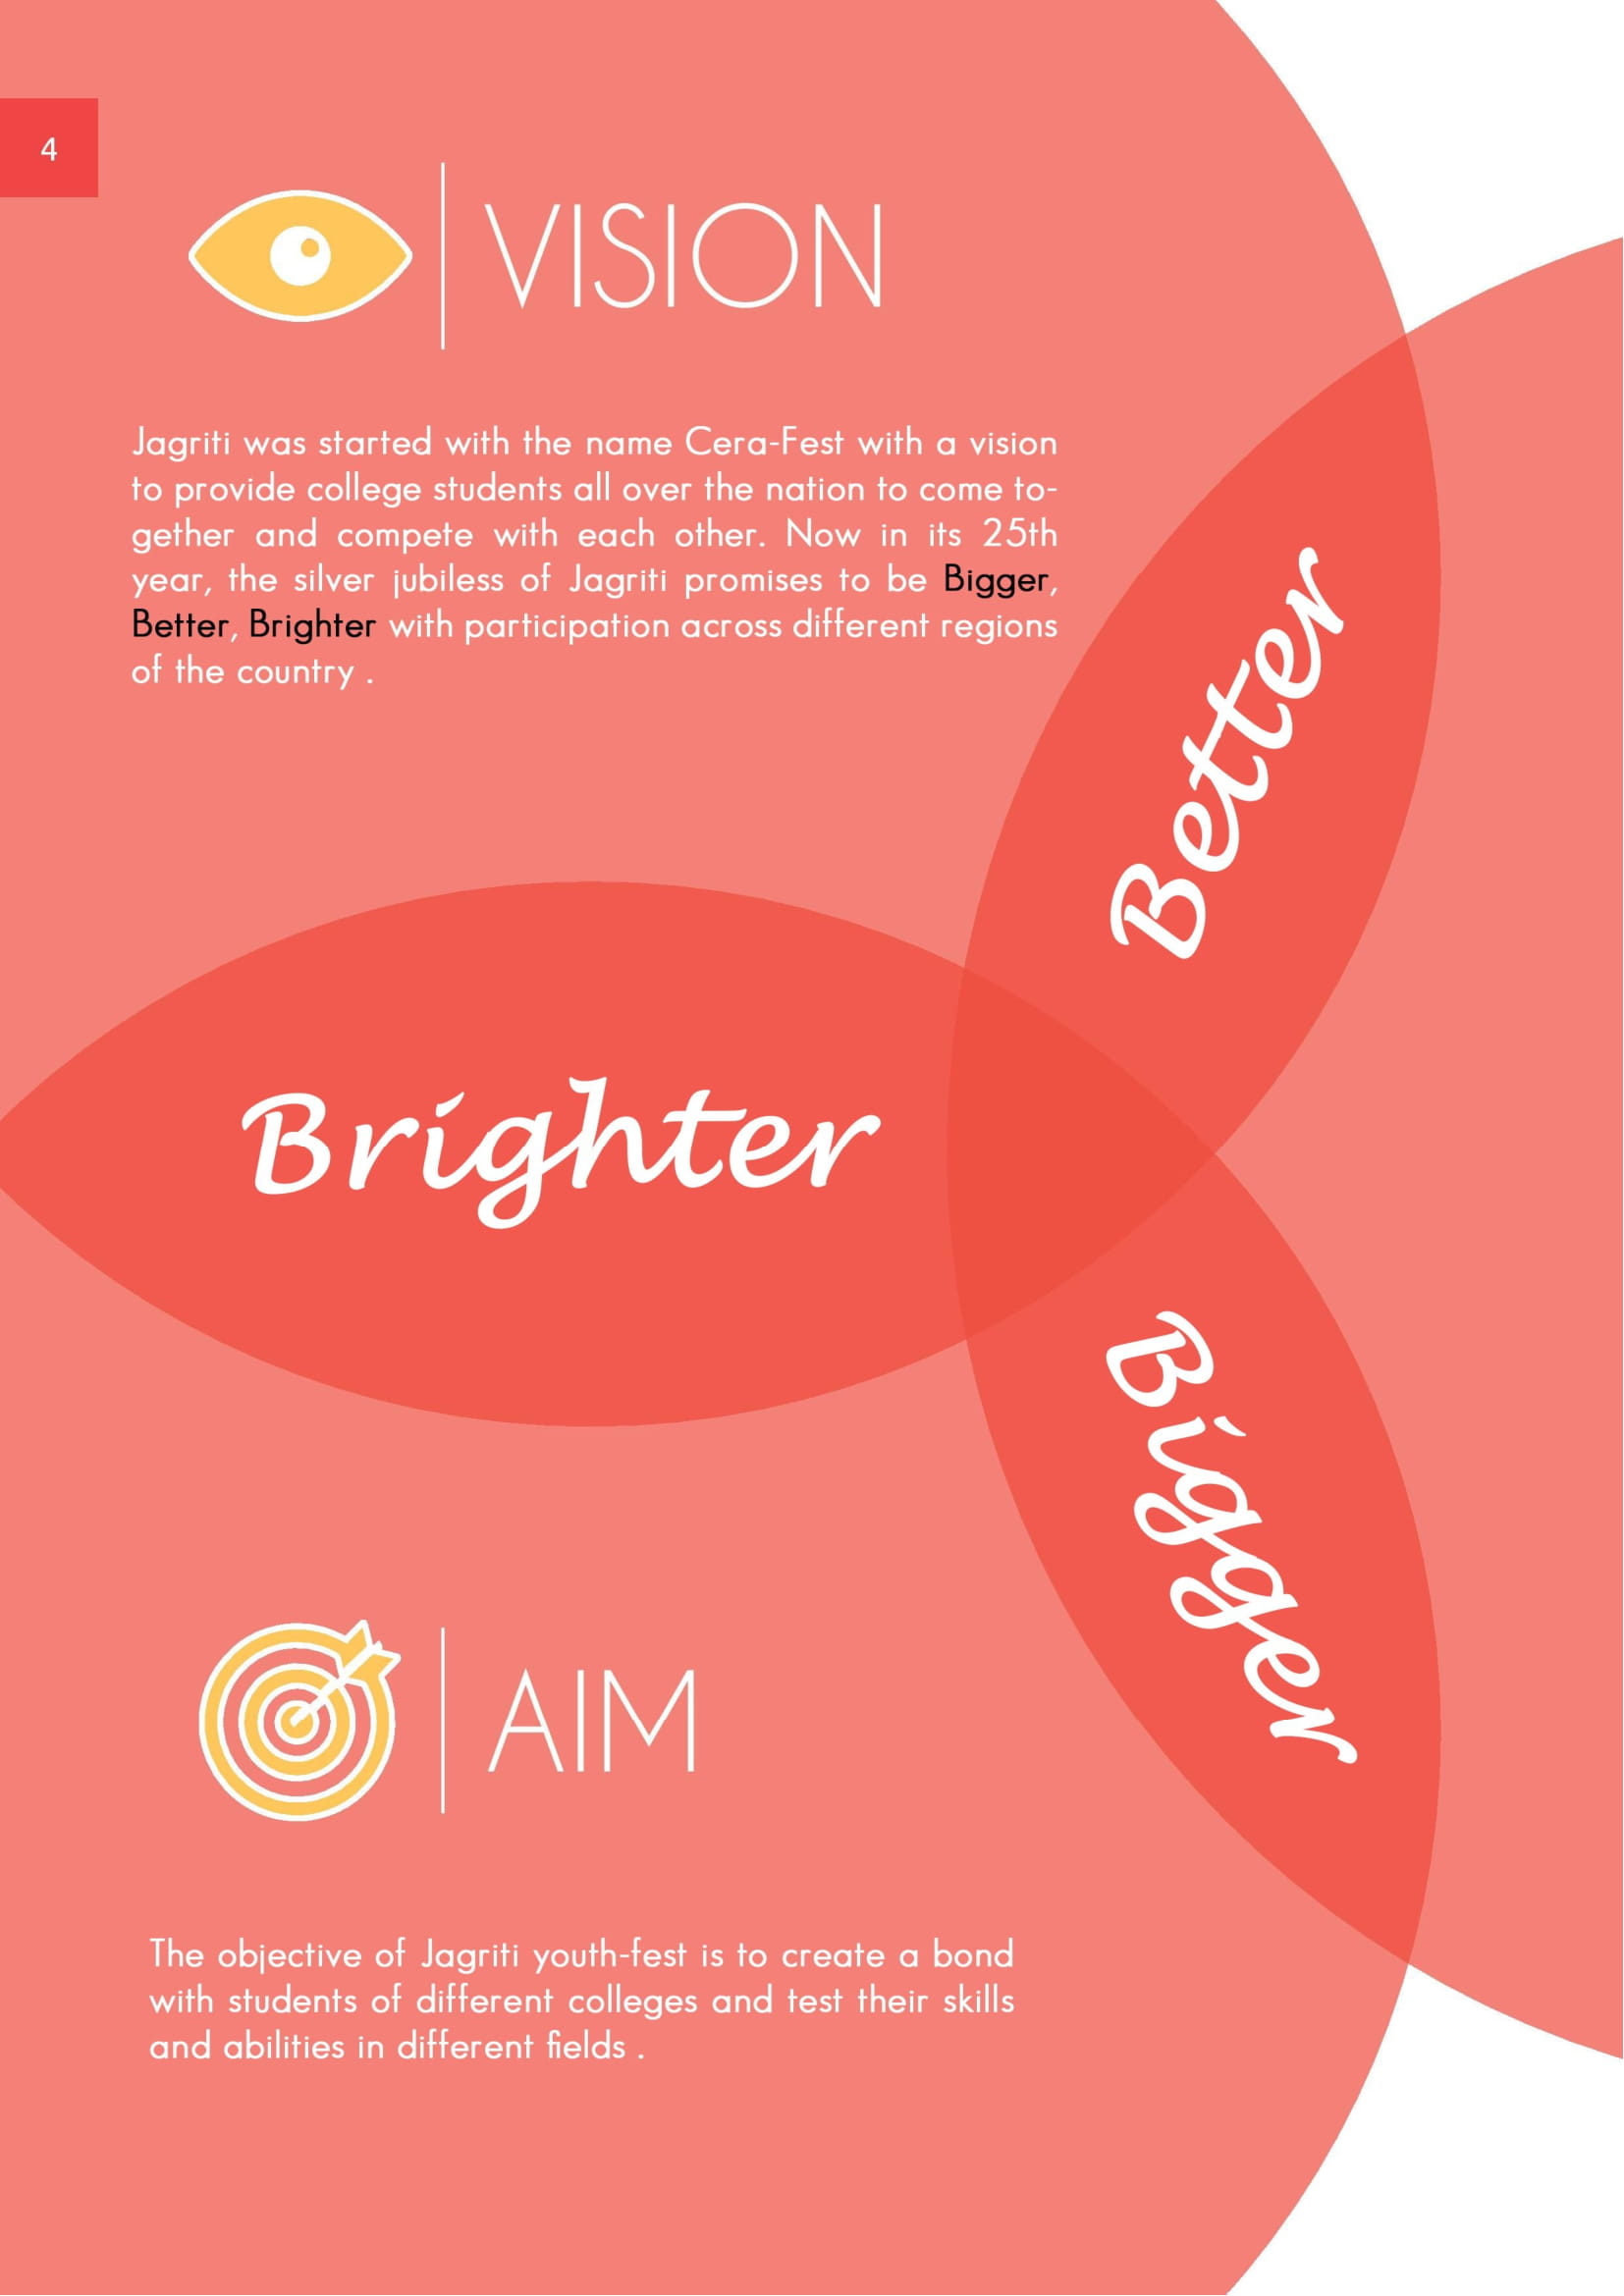 4
VISION
Jagriti was started with the name Cera-Fest with a vision
to provide college students all over the nation to come to-
gether and compete with each other. Now in its 25th
year, the silver jubiless of Jagriti promises to be Bigger,
Better, Brighter with participation across different regions
of the country .
Better
Brighter
Bigger
AIM
The objective of Jagriti youth-fest is to create a bond
with students of different colleges and test their skills
and abilities in different fields .